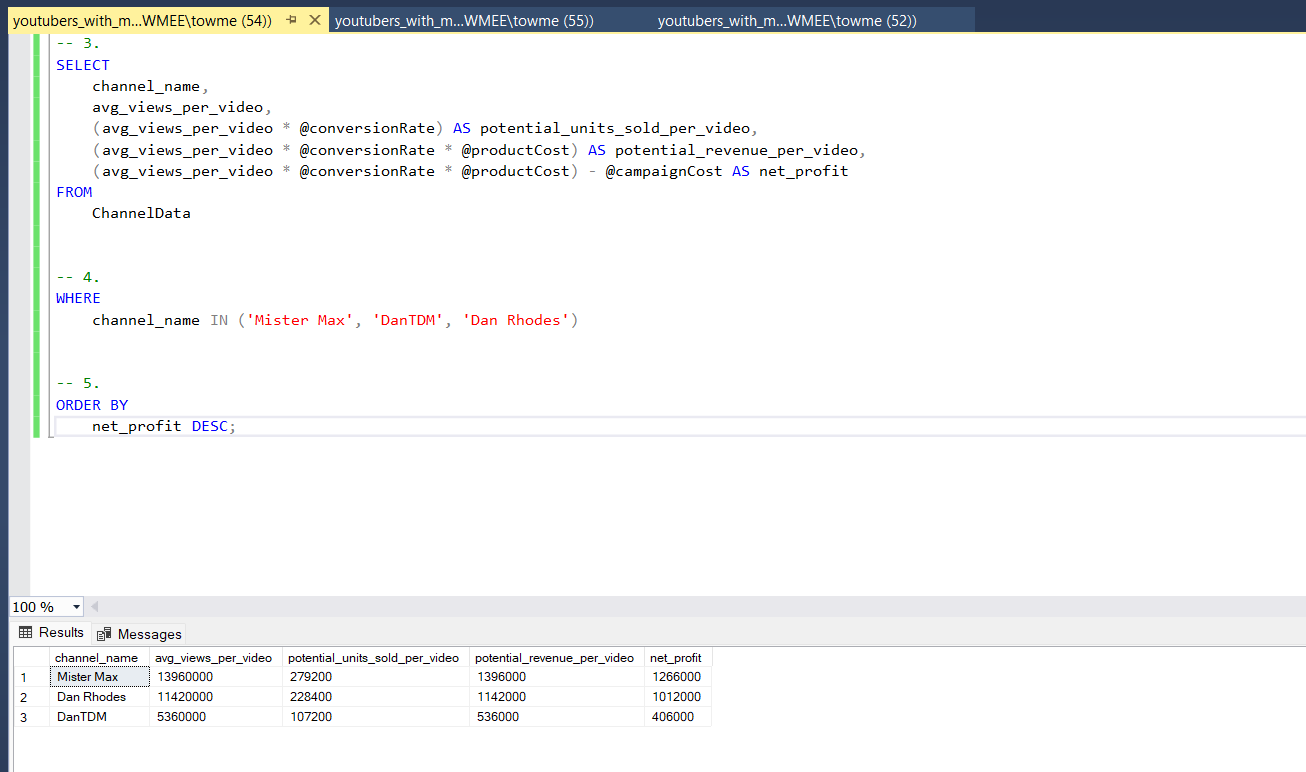 youtubers_with_m...WMEE\towme (54)) youtubers_with_m...WMEE\towme (55)) youtubers_with_m...WMEE\towme (52))
-- 3.
SELECT
    channel_name,
    avg_views_per_video,
    (avg_views_per_video * @conversionRate) AS potential_units_sold_per_video,
    (avg_views_per_video * @conversionRate * @productCost) AS potential_revenue_per_video,
    (avg_views_per_video * @conversionRate * @productCost) - @campaignCost AS net_profit
FROM
    ChannelData
-- 4.
WHERE
    channel_name IN ('Mister Max', 'DanTDM', 'Dan Rhodes')
-- 5.
ORDER BY
    net_profit DESC;
100 %
Results Messages
channel_name avg_views_per_video potential_units_sold_per_video potential_revenue_per_video net_profit
1 Mister Max 13960000 279200 1396000 1266000
2 Dan Rhodes 11420000 228400 1142000 1012000
3 DanTDM 5360000 107200 536000 406000